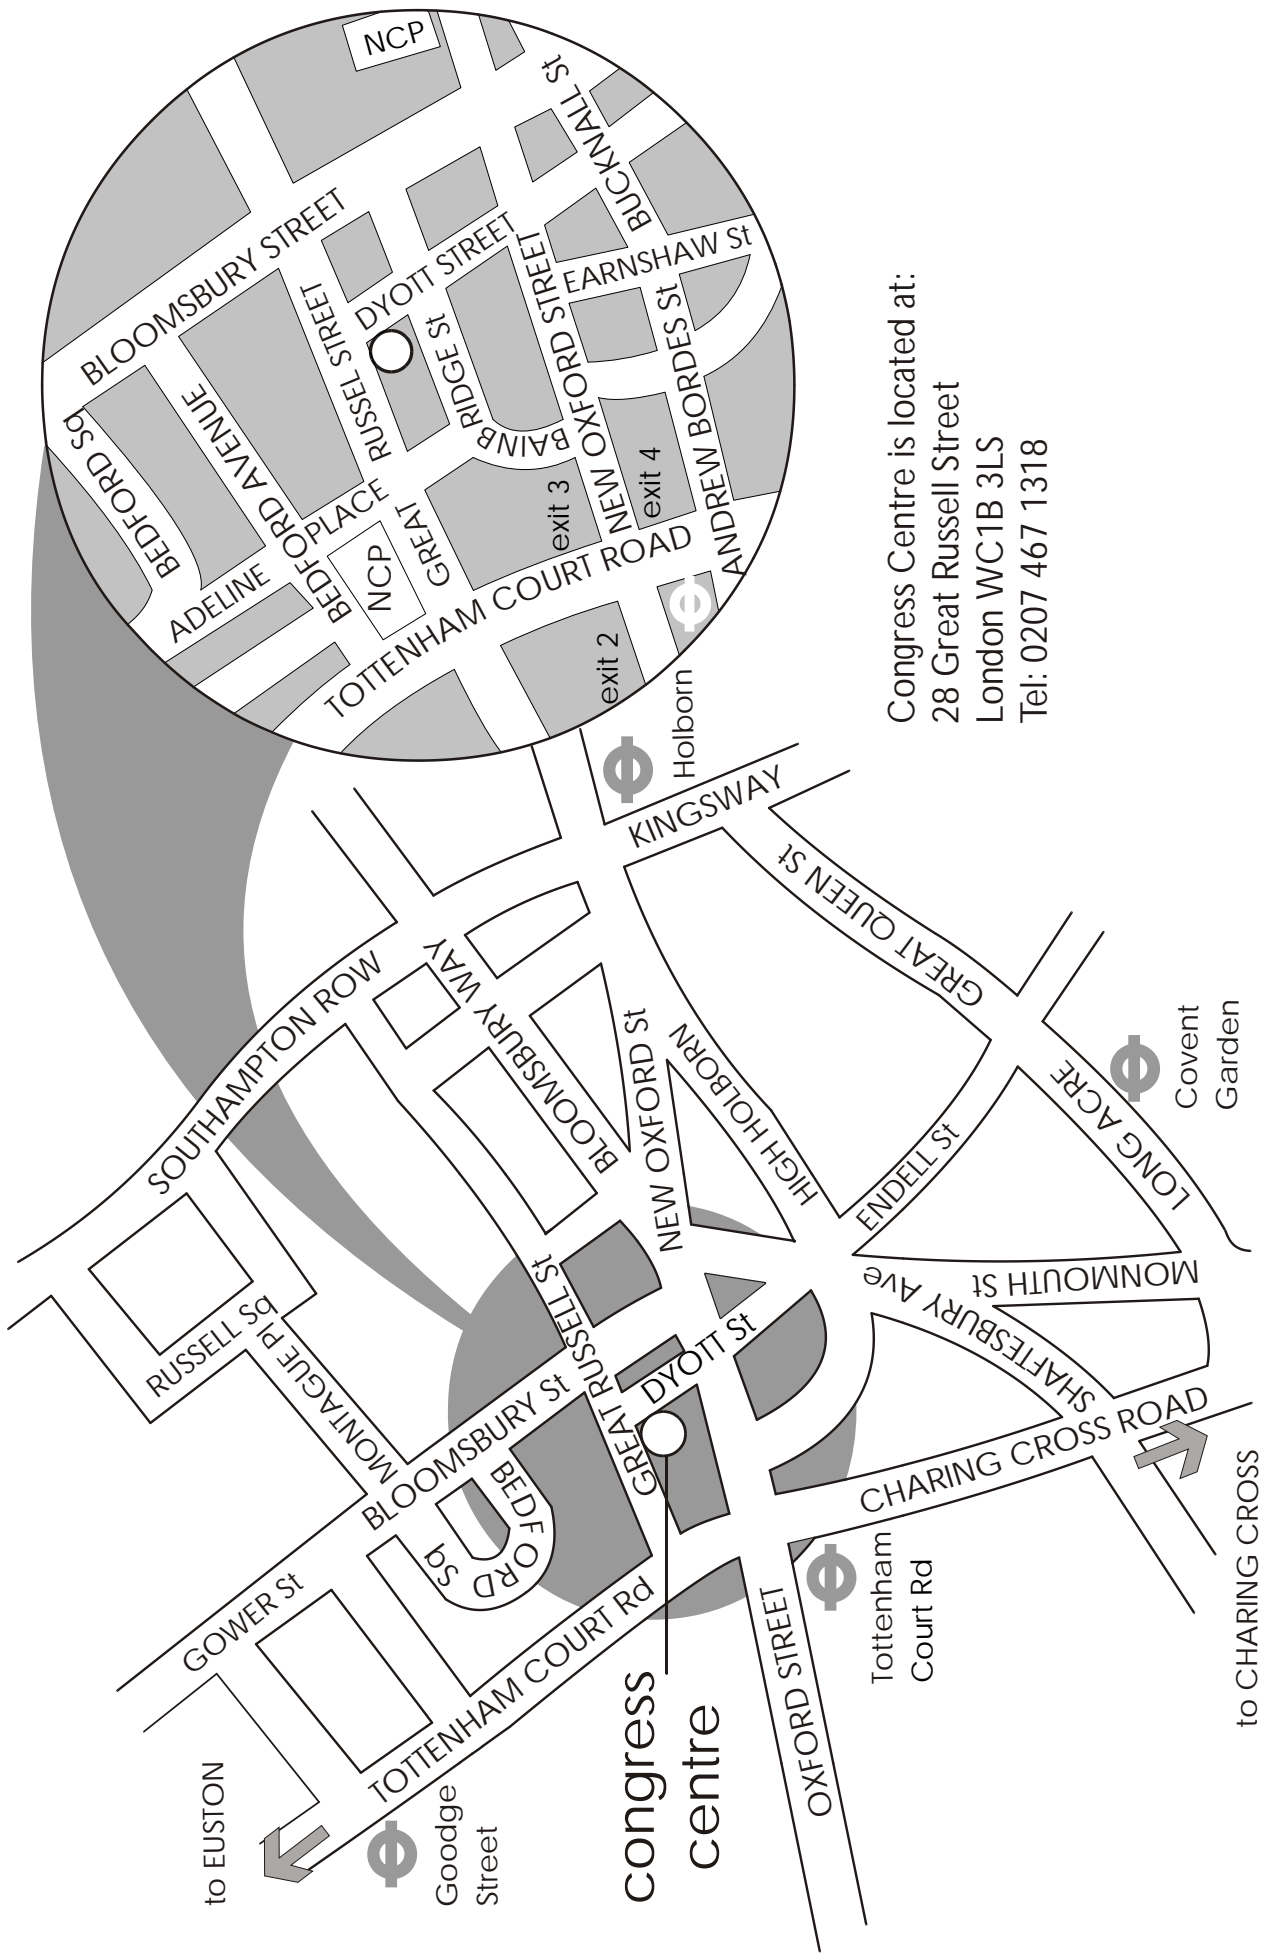 to EUSTON
Goodge
Street
GOWER St
TOTTENHAM COURT Rd
RUSSELL Sq
MONTAGUE Pl
SOUTHAMPTON ROW
BLOOMSBURY St
BEDFORD Sq
GREAT RUSSELL St
DYOTT St
BLOOMSBURY WAY
NEW OXFORD St
HIGH HOLBORN
KINGSWAY
Holborn
GREAT QUEEN St
ENDELL St
LONG ACRE
Covent
Garden
MONMOUTH St
SHAFTESBURY Ave
CHARING CROSS ROAD
to CHARING CROSS
OXFORD STREET
Tottenham
Court Rd
congress
centre
BEDFORD Sq
BLOOMSBURY STREET
BEDFORD AVENUE
ADELINE PLACE
BEDFO
NCP
GREAT RUSSEL STREET
DYOTT STREET
BAINBRIDGE St
NEW OXFORD STREET
TOTTENHAM COURT ROAD
EARNSHAW St
BUCKNALL St
ANDREW BORDES St
NCP
exit 2
exit 3
exit 4
Congress Centre is located at:
28 Great Russell Street
London WC1B 3LS
Tel: 0207 467 1318